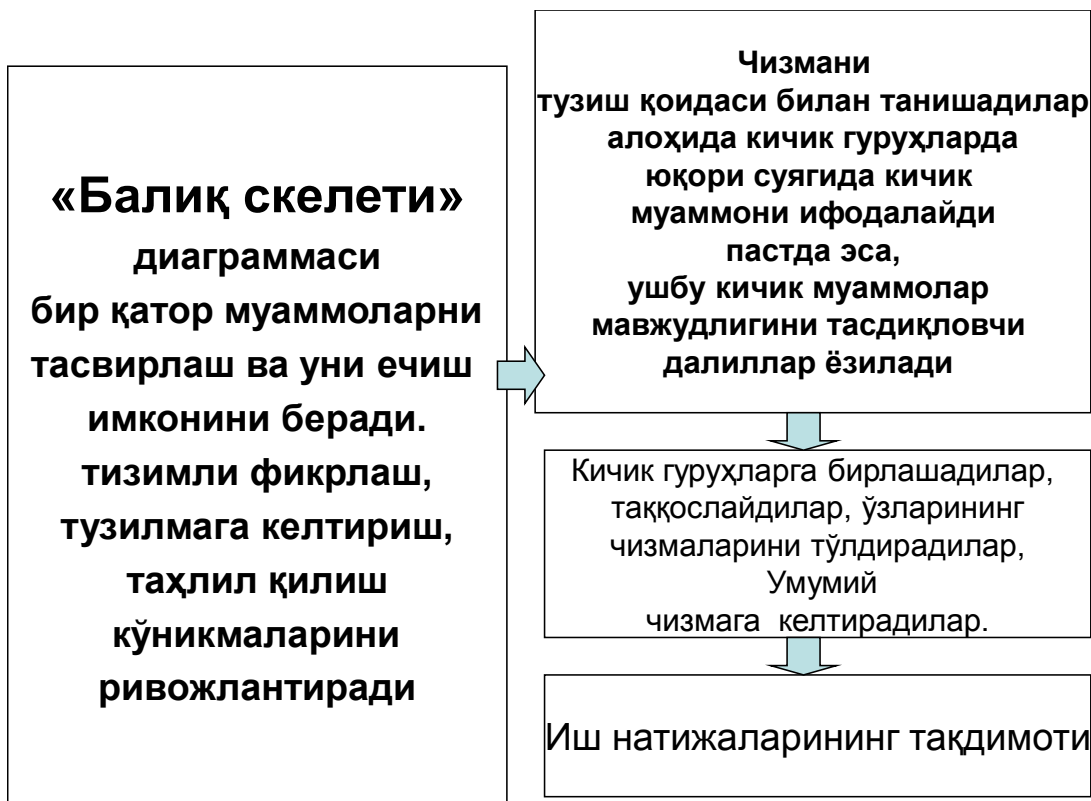 «Балиқ скелети»
диаграммаси
бир қатор муаммоларни
тасвирлаш ва уни ечиш
имконини беради.
тизимли фикрлаш,
тузилмага келтириш,
таҳлил қилиш
кўникмаларини
ривожлантиради
Чизмани
тузиш қоидаси билан танишадилар
алоҳида кичик гуруҳларда
юқори суягида кичик
муаммони ифодалайди
пастда эса,
ушбу кичик муаммолар
мавжудлигини тасдиқловчи
далиллар ёзилади
Кичик гуруҳларга бирлашадилар,
таққослайдилар, ўзларининг
чизмаларини тўлдирадилар,
Умумий
чизмага келтирадилар.
Иш натижаларининг тақдимоти